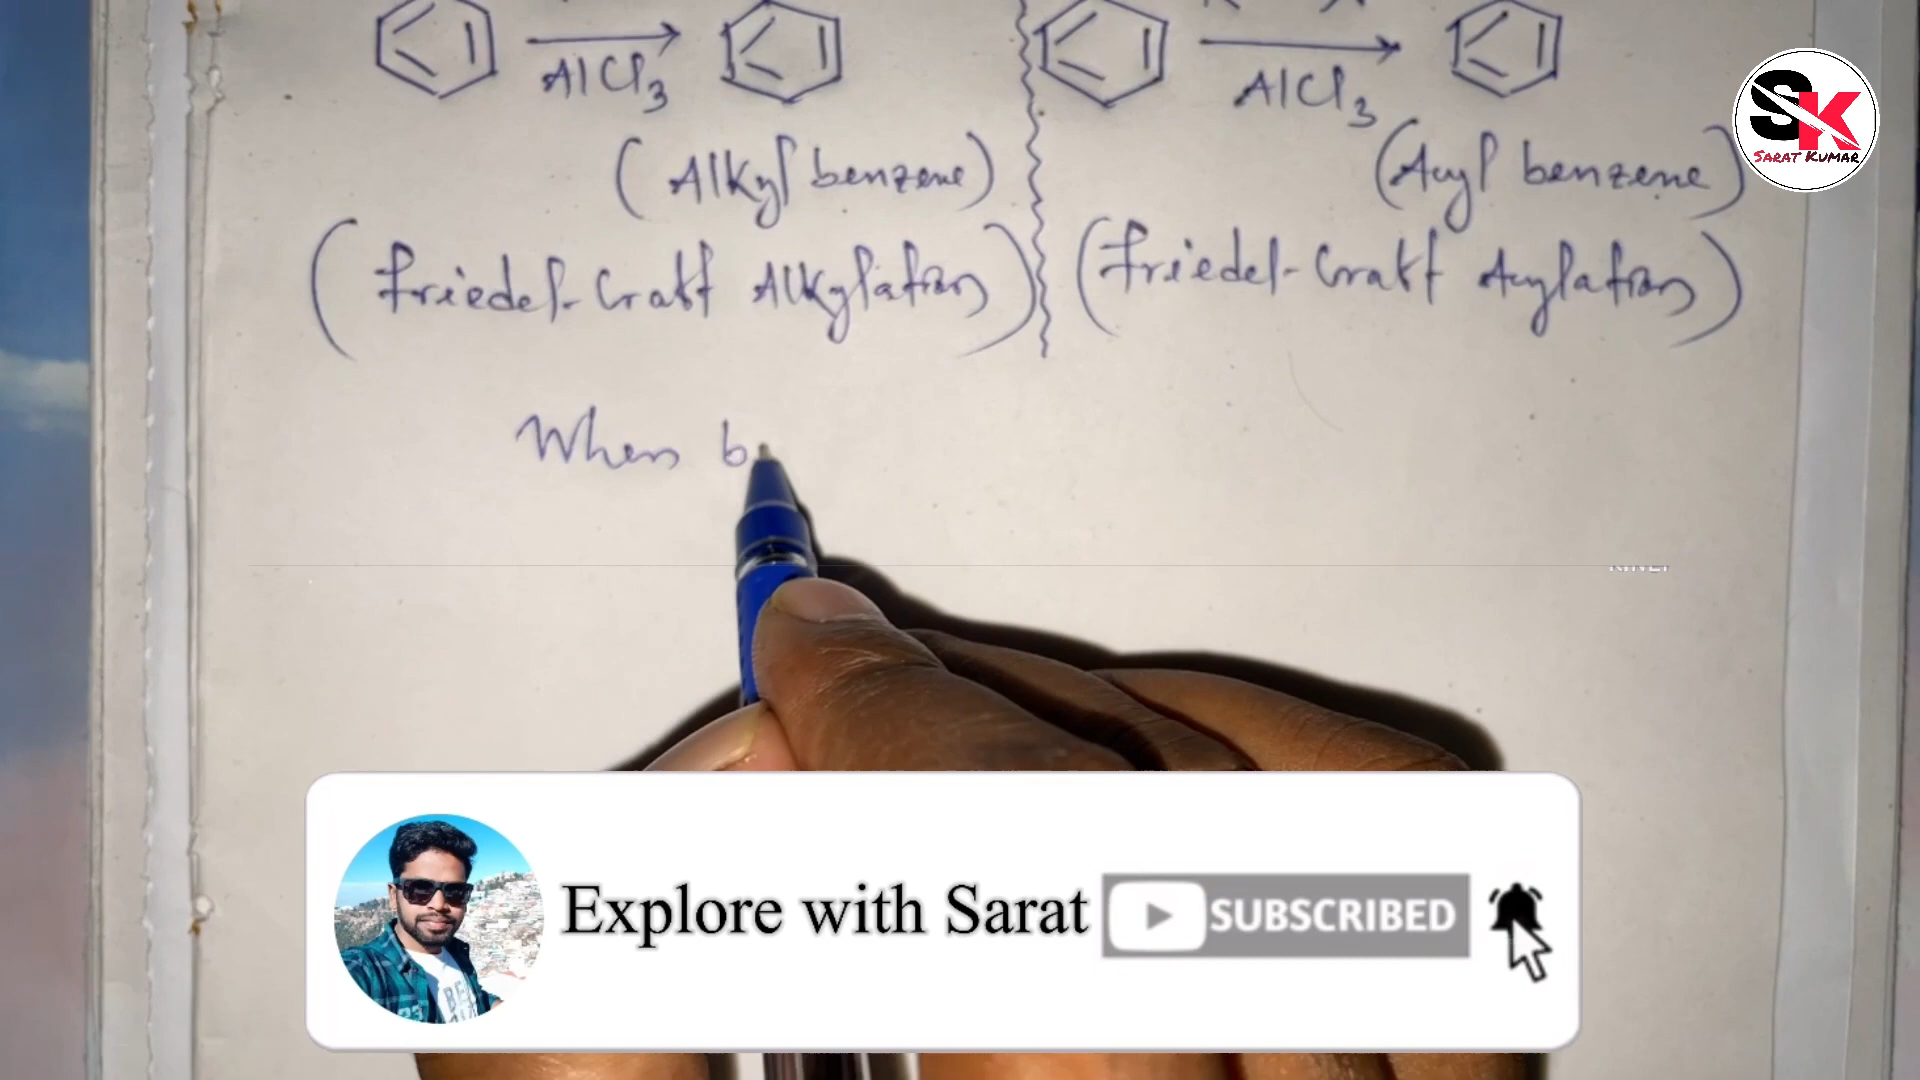 AlCl3
AlCl3
(Alkyl benzene)
(Acyl benzene)
(Friedel-Craft Alkylation)
(Friedel-Craft Acylation)
When b
SK
SARAT KUMAR
Explore with Sarat
SUBSCRIBED